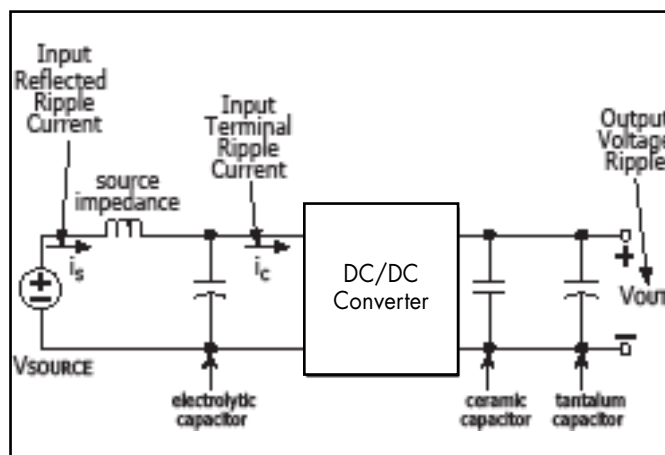 Input
Reflected
Ripple
Current
Input
Terminal
Ripple
Current
Output
Voltage
Ripple
source
impedance
is
ic
DC/DC
Converter
VOUT
VSOURCE
electrolytic
capacitor
ceramic
capacitor
tantalum
capacitor